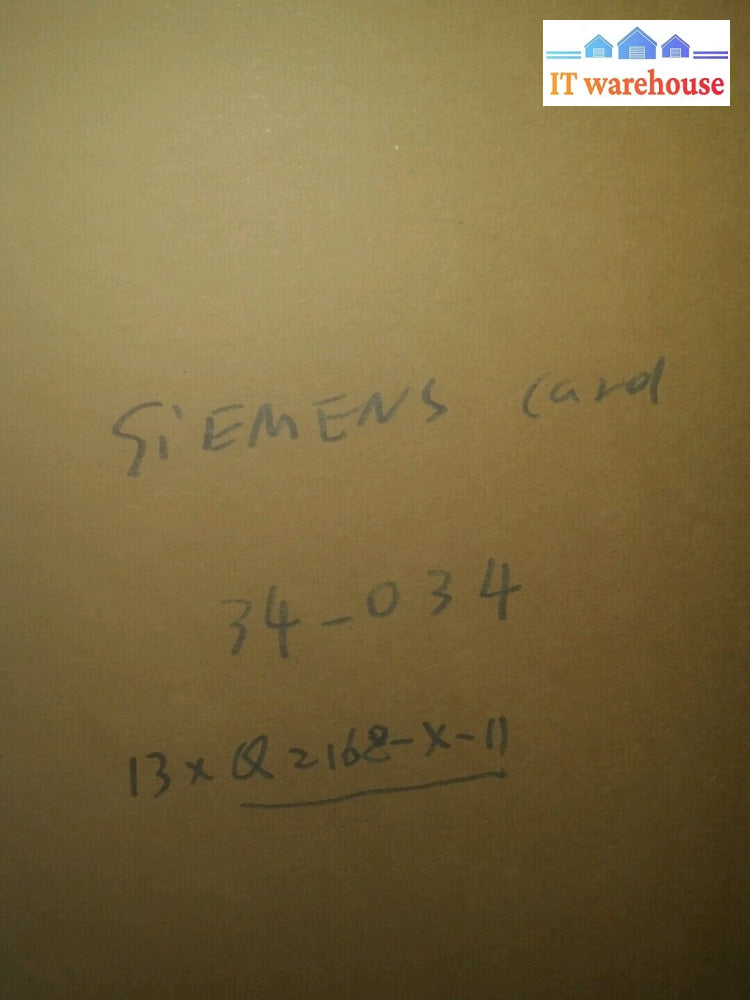 IT warehouse
SiEMENS card
34-034
13 x Q2168-X-11